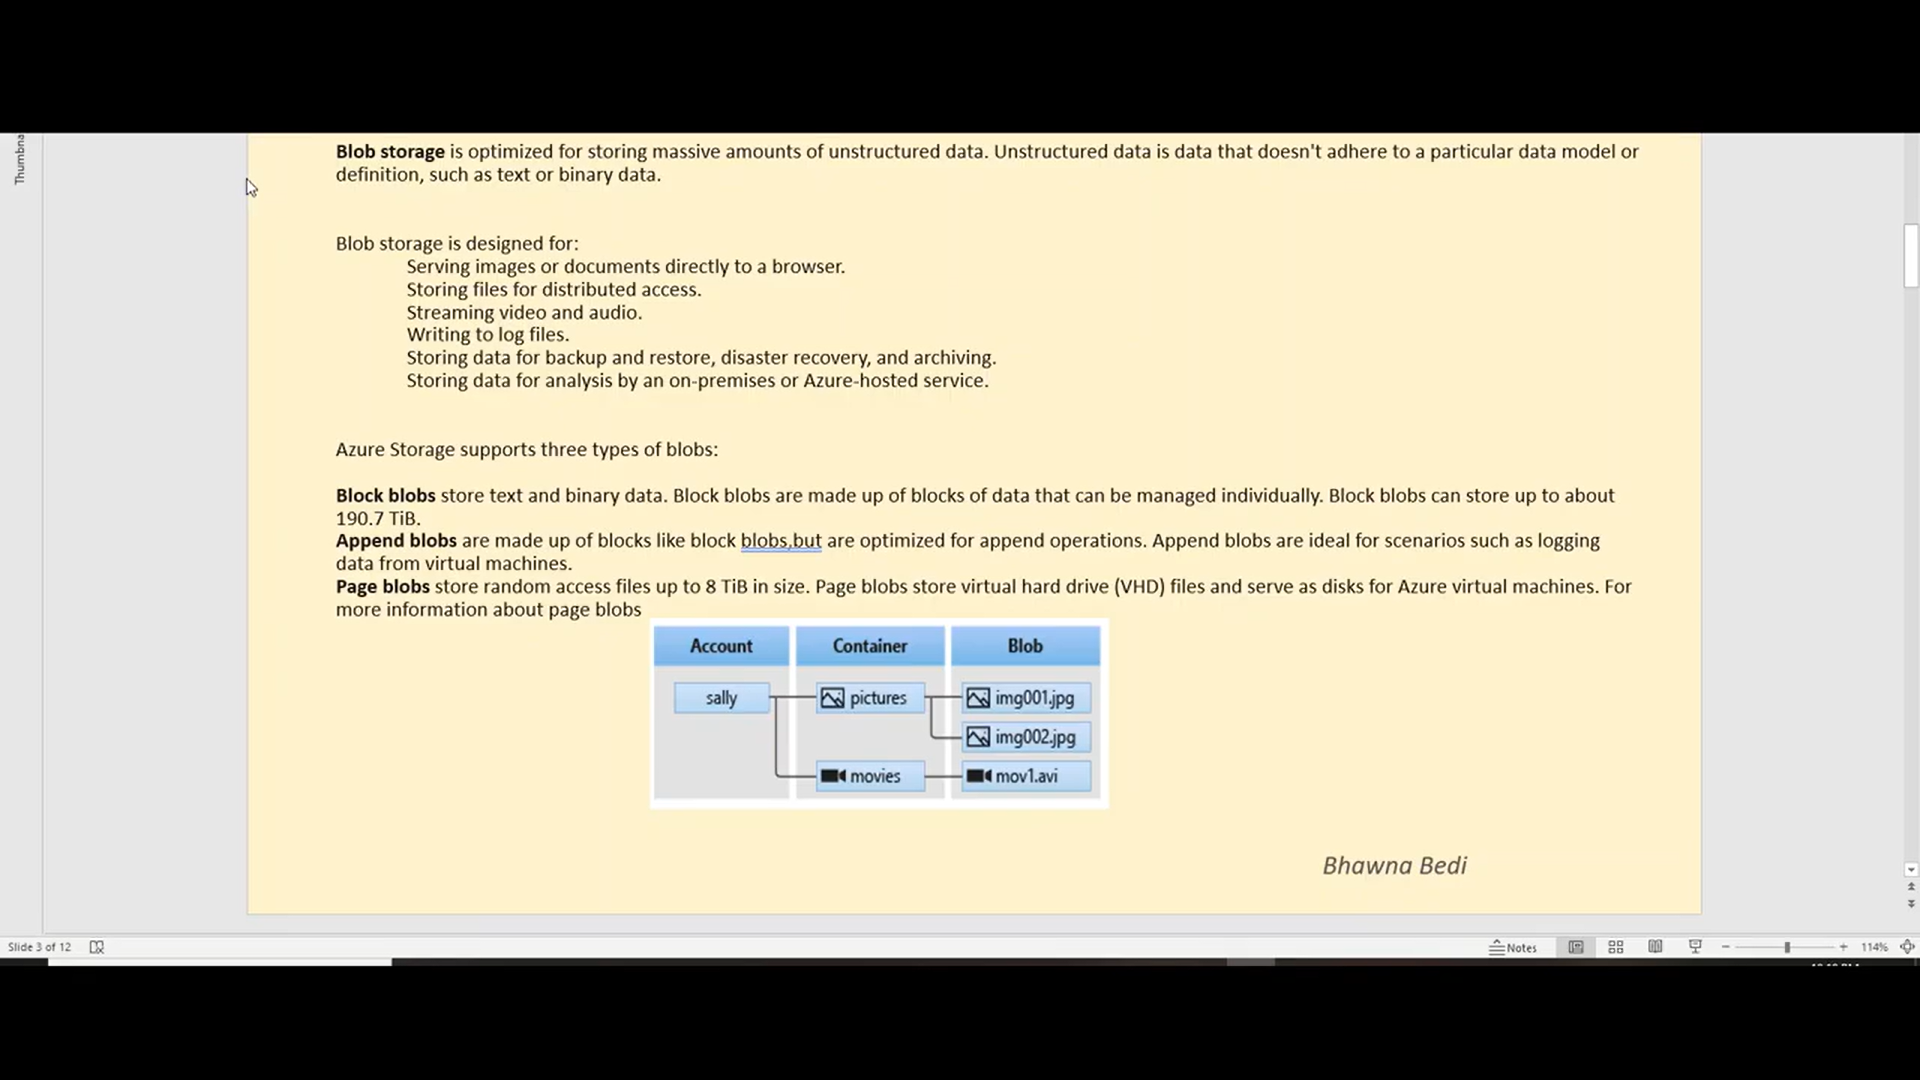 Thumbna
Blob storage is optimized for storing massive amounts of unstructured data. Unstructured data is data that doesn't adhere to a particular data model or
definition, such as text or binary data.
Blob storage is designed for:
Serving images or documents directly to a browser.
Storing files for distributed access.
Streaming video and audio.
Writing to log files.
Storing data for backup and restore, disaster recovery, and archiving.
Storing data for analysis by an on-premises or Azure-hosted service.
Azure Storage supports three types of blobs:
Block blobs store text and binary data. Block blobs are made up of blocks of data that can be managed individually. Block blobs can store up to about
190.7 TiB.
Append blobs are made up of blocks like block blobs,but are optimized for append operations. Append blobs are ideal for scenarios such as logging
data from virtual machines.
Page blobs store random access files up to 8 TiB in size. Page blobs store virtual hard drive (VHD) files and serve as disks for Azure virtual machines. For
more information about page blobs
Account Container Blob
sally pictures img001.jpg
img002.jpg
movies mov1.avi
Bhawna Bedi
Slide 3 of 12 Notes 114%